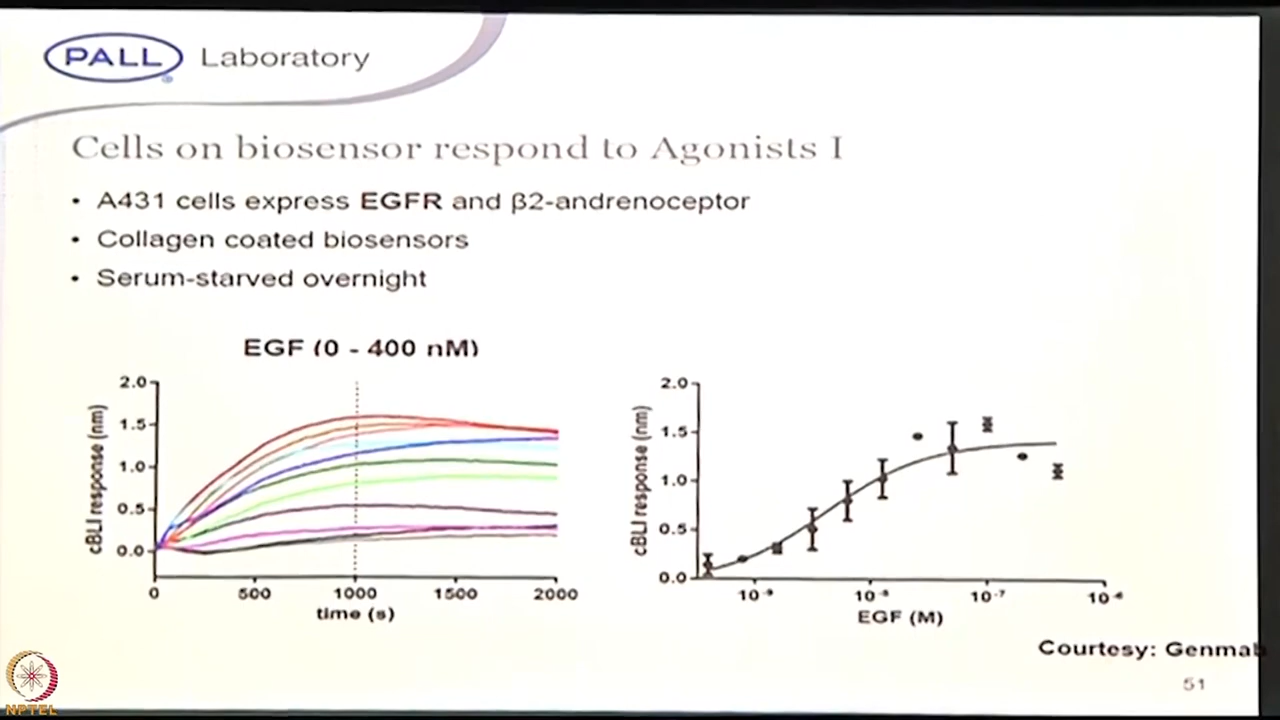 PALL Laboratory
Cells on biosensor respond to Agonists I
• A431 cells express EGFR and β2-andrenoceptor
• Collagen coated biosensors
• Serum-starved overnight
EGF (0 - 400 nM)
2.0
1.5
1.0
0.5
0.0
cBLI response (nm)
0 500 1000 1500 2000
time (s)
2.0
1.5
1.0
0.5
0.0
cBLI response (nm)
10⁻⁹ 10⁻⁸ 10⁻⁷ 10⁻⁶
EGF (M)
Courtesy: Genmab
51
NPTEL